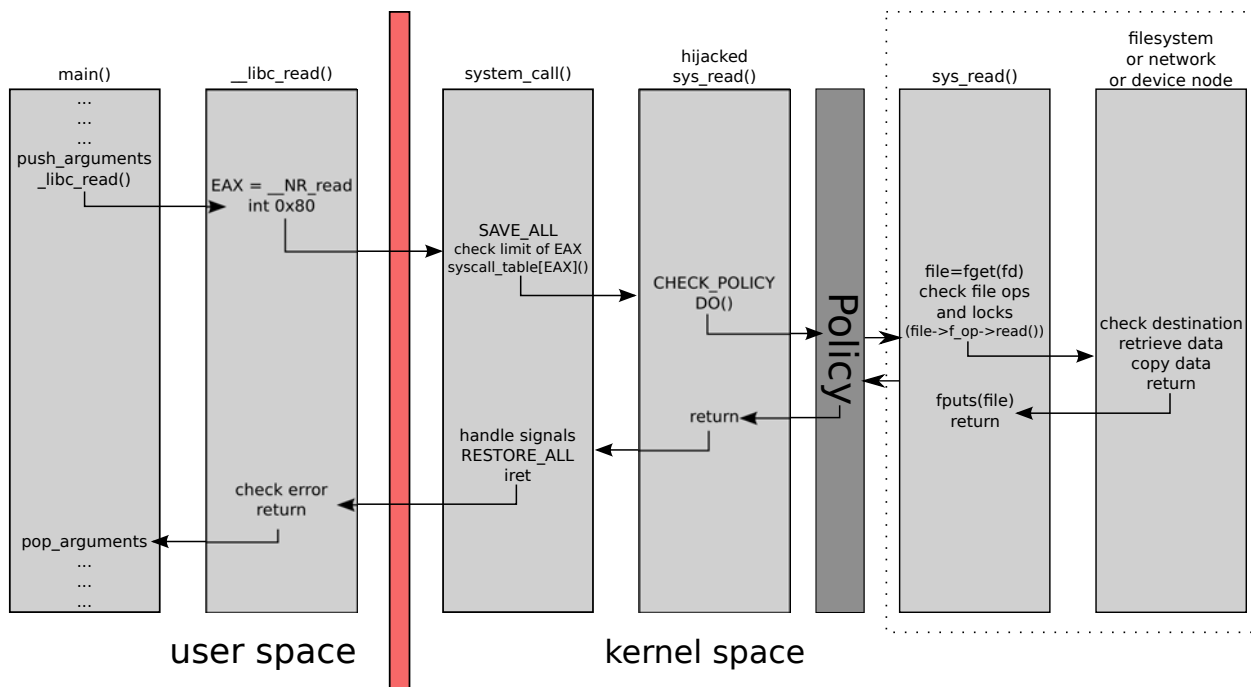 main()
...
...
...
push_arguments
_libc_read()
pop_arguments
...
...
...
__libc_read()
EAX = __NR_read
int 0x80
check error
return
user space
system_call()
SAVE_ALL
check limit of EAX
syscall_table[EAX]()
handle signals
RESTORE_ALL
iret
hijacked
sys_read()
CHECK_POLICY
DO()
return
Policy
kernel space
sys_read()
file=fget(fd)
check file ops
and locks
(file->f_op->read())
fputs(file)
return
filesystem
or network
or device node
check destination
retrieve data
copy data
return